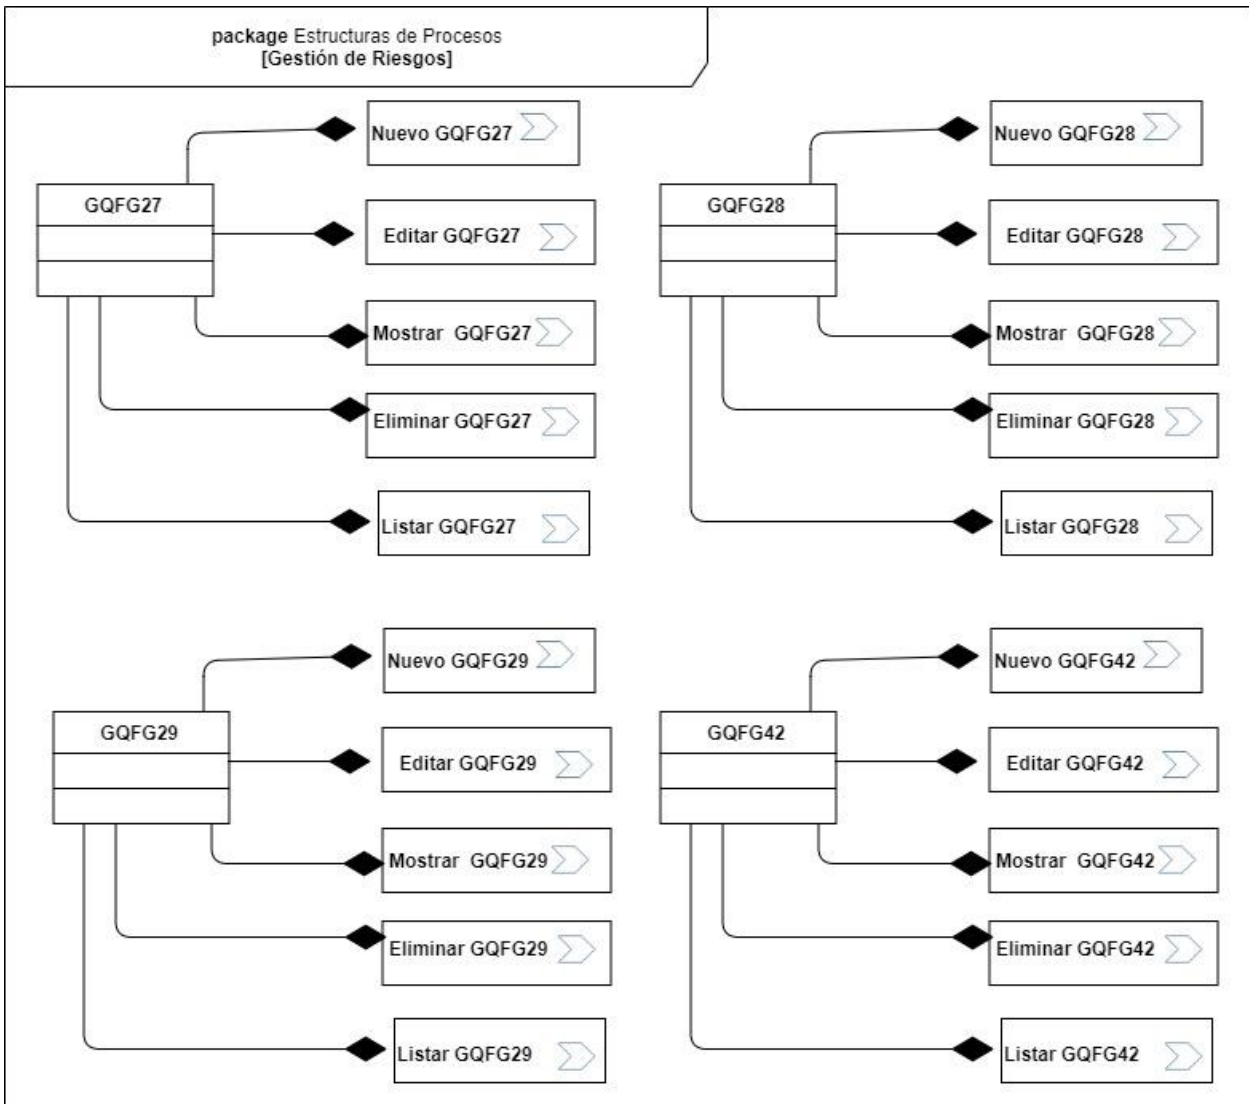 package Estructuras de Procesos
[Gestión de Riesgos]
Nuevo GQFG27
GQFG27
Editar GQFG27
Mostrar GQFG27
Eliminar GQFG27
Listar GQFG27
Nuevo GQFG28
GQFG28
Editar GQFG28
Mostrar GQFG28
Eliminar GQFG28
Listar GQFG28
Nuevo GQFG29
GQFG29
Editar GQFG29
Mostrar GQFG29
Eliminar GQFG29
Listar GQFG29
Nuevo GQFG42
GQFG42
Editar GQFG42
Mostrar GQFG42
Eliminar GQFG42
Listar GQFG42